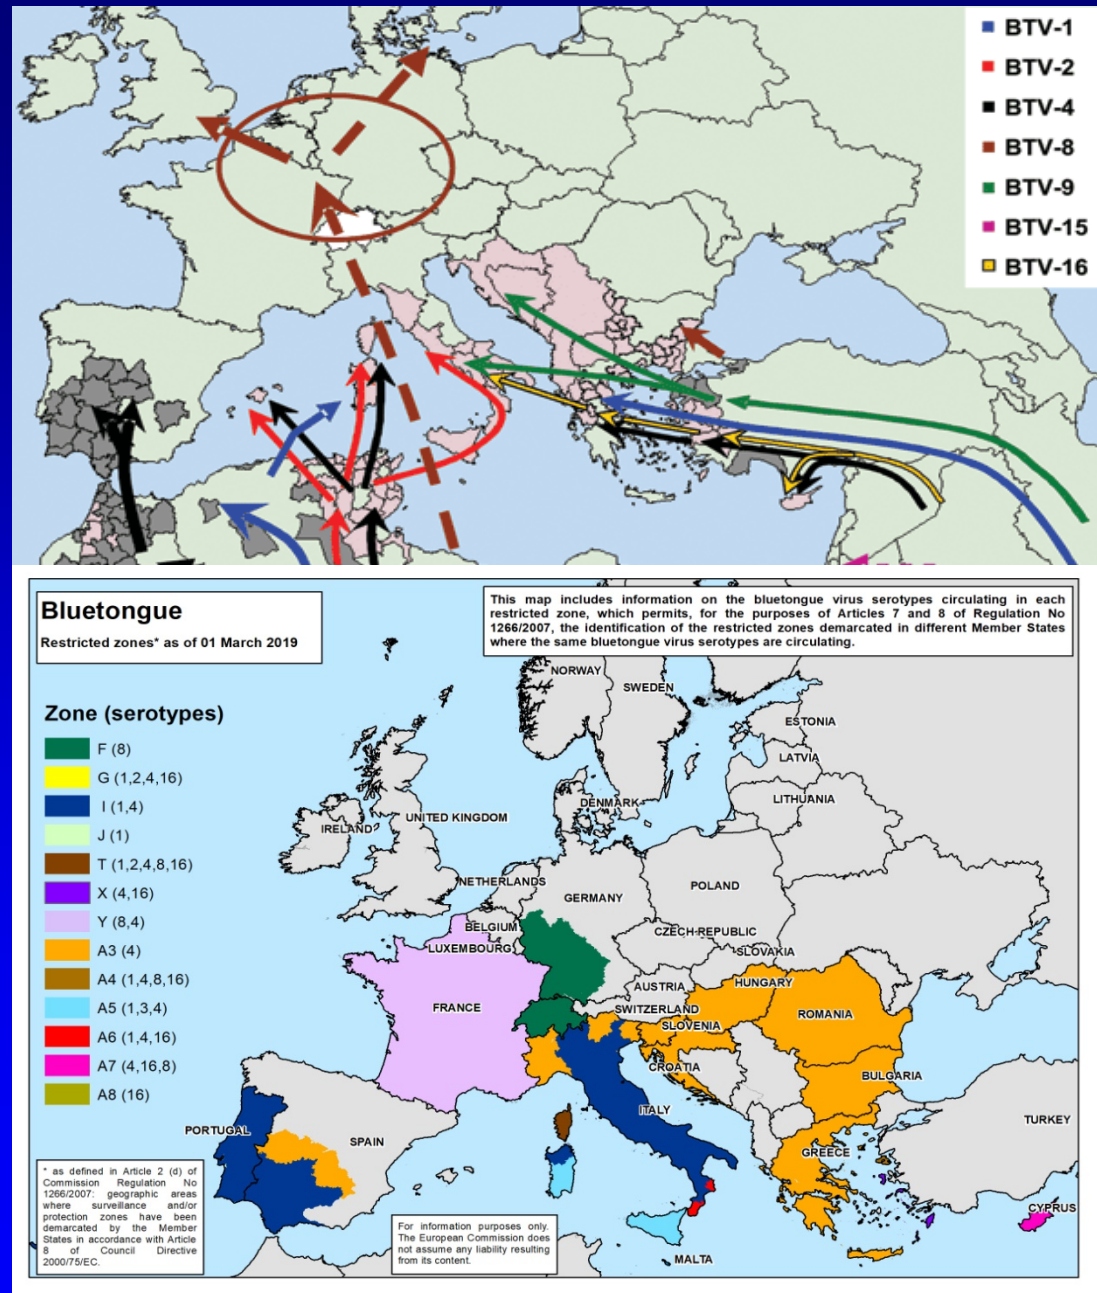 BTV-1
BTV-2
BTV-4
BTV-8
BTV-9
BTV-15
BTV-16
Bluetongue
Restricted zones* as of 01 March 2019
This map includes information on the bluetongue virus serotypes circulating in each
restricted zone, which permits, for the purposes of Articles 7 and 8 of Regulation No
1266/2007, the identification of the restricted zones demarcated in different Member States
where the same bluetongue virus serotypes are circulating.
Zone (serotypes)
F (8)
G (1,2,4,16)
I (1,4)
J (1)
T (1,2,4,8,16)
X (4,16)
Y (8,4)
A3 (4)
A4 (1,4,8,16)
A5 (1,3,4)
A6 (1,4,16)
A7 (4,16,8)
A8 (16)
NORWAY
SWEDEN
ESTONIA
LATVIA
LITHUANIA
DENMARK
IRELAND
UNITED KINGDOM
NETHERLANDS
GERMANY
POLAND
BELGIUM
CZECH-REPUBLIC
LUXEMBOURG
SLOVAKIA
AUSTRIA
HUNGARY
FRANCE
SWITZERLAND
ROMANIA
SLOVENIA
CROATIA
BULGARIA
ITALY
TURKEY
PORTUGAL
SPAIN
GREECE
CYPRUS
MALTA
* as defined in Article 2 (d) of
Commission Regulation No
1266/2007: geographic areas
where surveillance and/or
protection zones have been
demarcated by the Member
States in accordance with Article
8 of Council Directive
2000/75/EC.
For information purposes only.
The European Commission does
not assume any liability resulting
from its content.